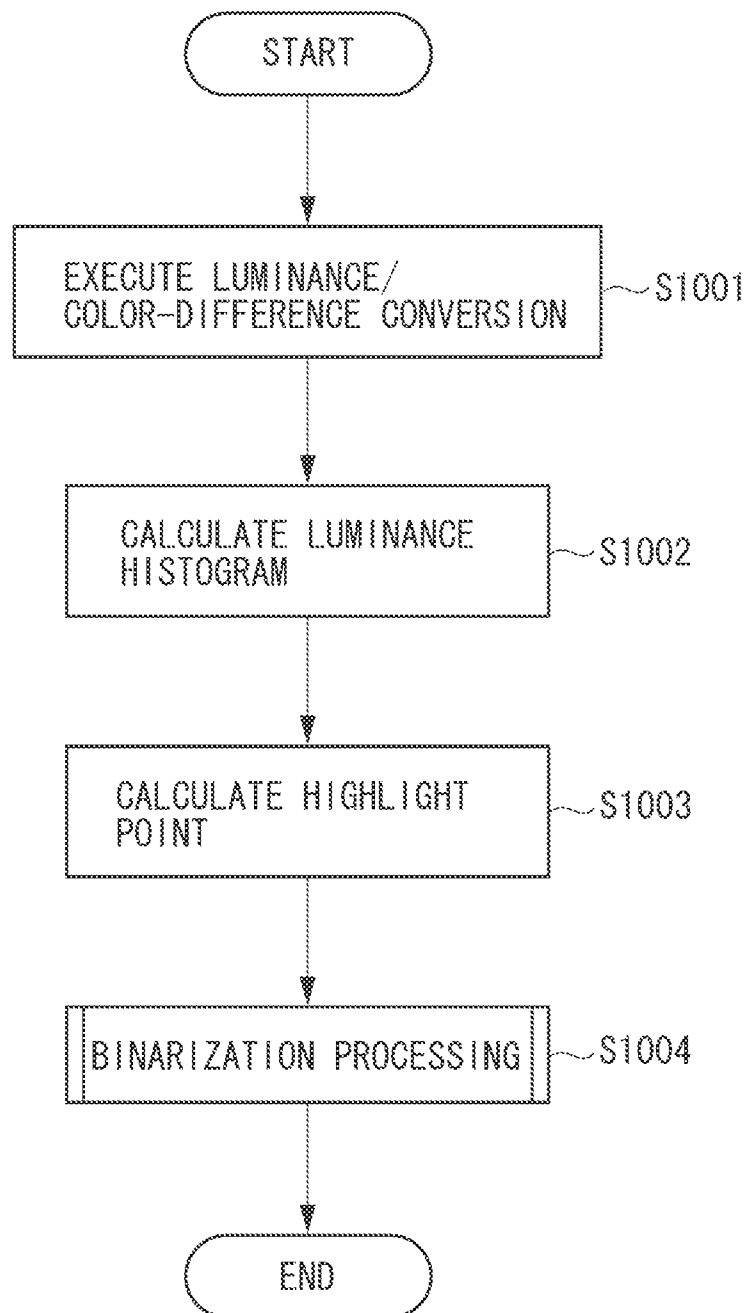 START
EXECUTE LUMINANCE/
COLOR-DIFFERENCE CONVERSION
S1001
CALCULATE LUMINANCE
HISTOGRAM
S1002
CALCULATE HIGHLIGHT
POINT
S1003
BINARIZATION PROCESSING
S1004
END